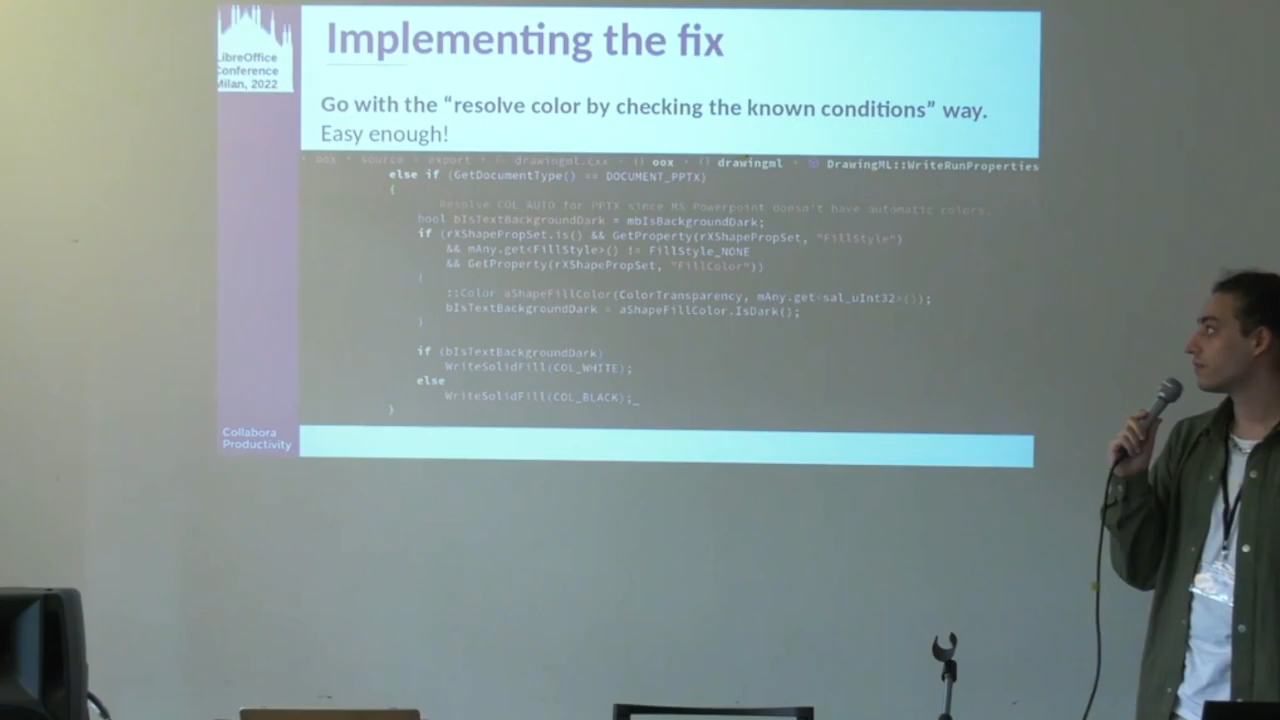 LibreOffice
Conference
Milan, 2022
Implementing the fix
Go with the “resolve color by checking the known conditions” way.
Easy enough!
oox › source › export › drawingml.cxx › {} oox › {} drawingml › DrawingML::WriteRunProperties
else if (GetDocumentType() == DOCUMENT_PPTX)
{
Resolve COL_AUTO for PPTX since MS Powerpoint doesn't have automatic colors.
bool bIsTextBackgroundDark = mbIsBackgroundDark;
if (rXShapePropSet.is() && GetProperty(rXShapePropSet, "FillStyle")
&& mAny.get<FillStyle>() != FillStyle_NONE
&& GetProperty(rXShapePropSet, "FillColor"))
{
::Color aShapeFillColor(ColorTransparency, mAny.get<sal_uInt32>());
bIsTextBackgroundDark = aShapeFillColor.IsDark();
}
if (bIsTextBackgroundDark)
WriteSolidFill(COL_WHITE);
else
WriteSolidFill(COL_BLACK);_
}
Collabora
Productivity